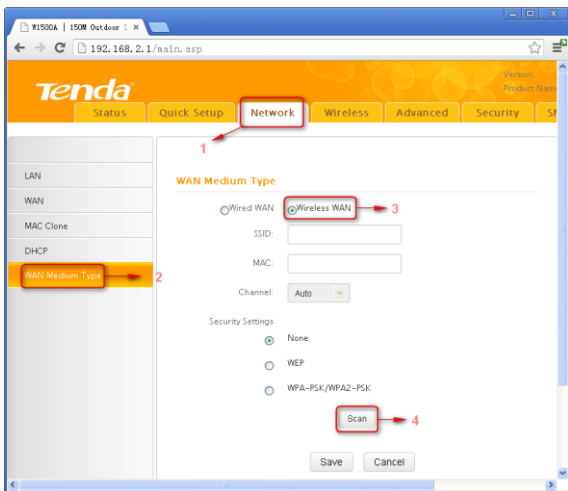 W1500A | 150M Outdoor L
192.168.2.1/main.asp
Tenda
Version
Product Name
Status Quick Setup Network Wireless Advanced Security SN
1
LAN
WAN
MAC Clone
DHCP
WAN Medium Type
2
WAN Medium Type
Wired WAN Wireless WAN 3
SSID:
MAC:
Channel: Auto
Security Settings
None
WEP
WPA-PSK/WPA2-PSK
Scan 4
Save Cancel